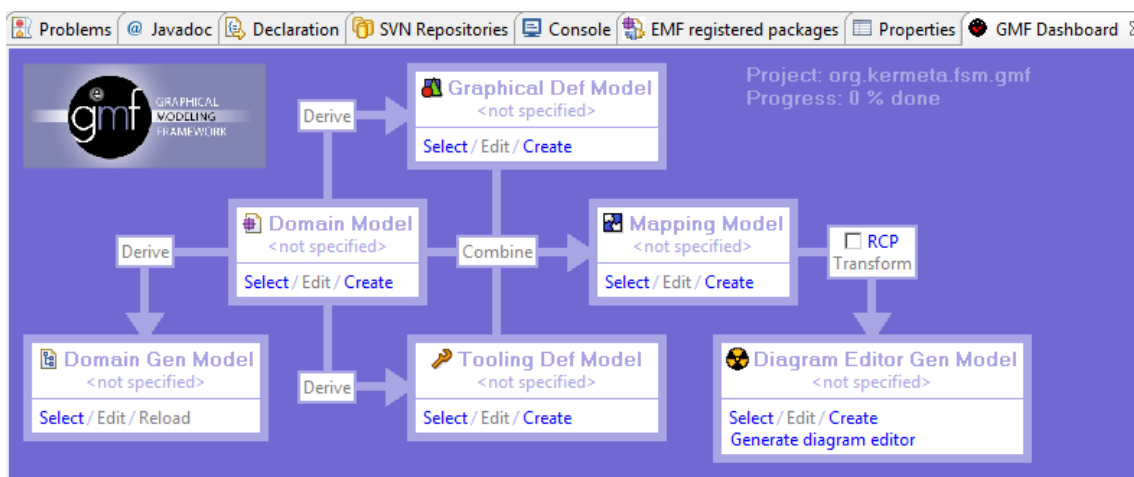 Problems @ Javadoc Declaration SVN Repositories Console EMF registered packages Properties GMF Dashboard
gmf
GRAPHICAL
MODELING
FRAMEWORK
Derive
Graphical Def Model
<not specified>
Select / Edit / Create
Project: org.kermeta.fsm.gmf
Progress: 0 % done
Derive
Domain Model
<not specified>
Select / Edit / Create
Combine
Mapping Model
<not specified>
Select / Edit / Create
RCP
Transform
Domain Gen Model
<not specified>
Select / Edit / Reload
Derive
Tooling Def Model
<not specified>
Select / Edit / Create
Diagram Editor Gen Model
<not specified>
Select / Edit / Create
Generate diagram editor